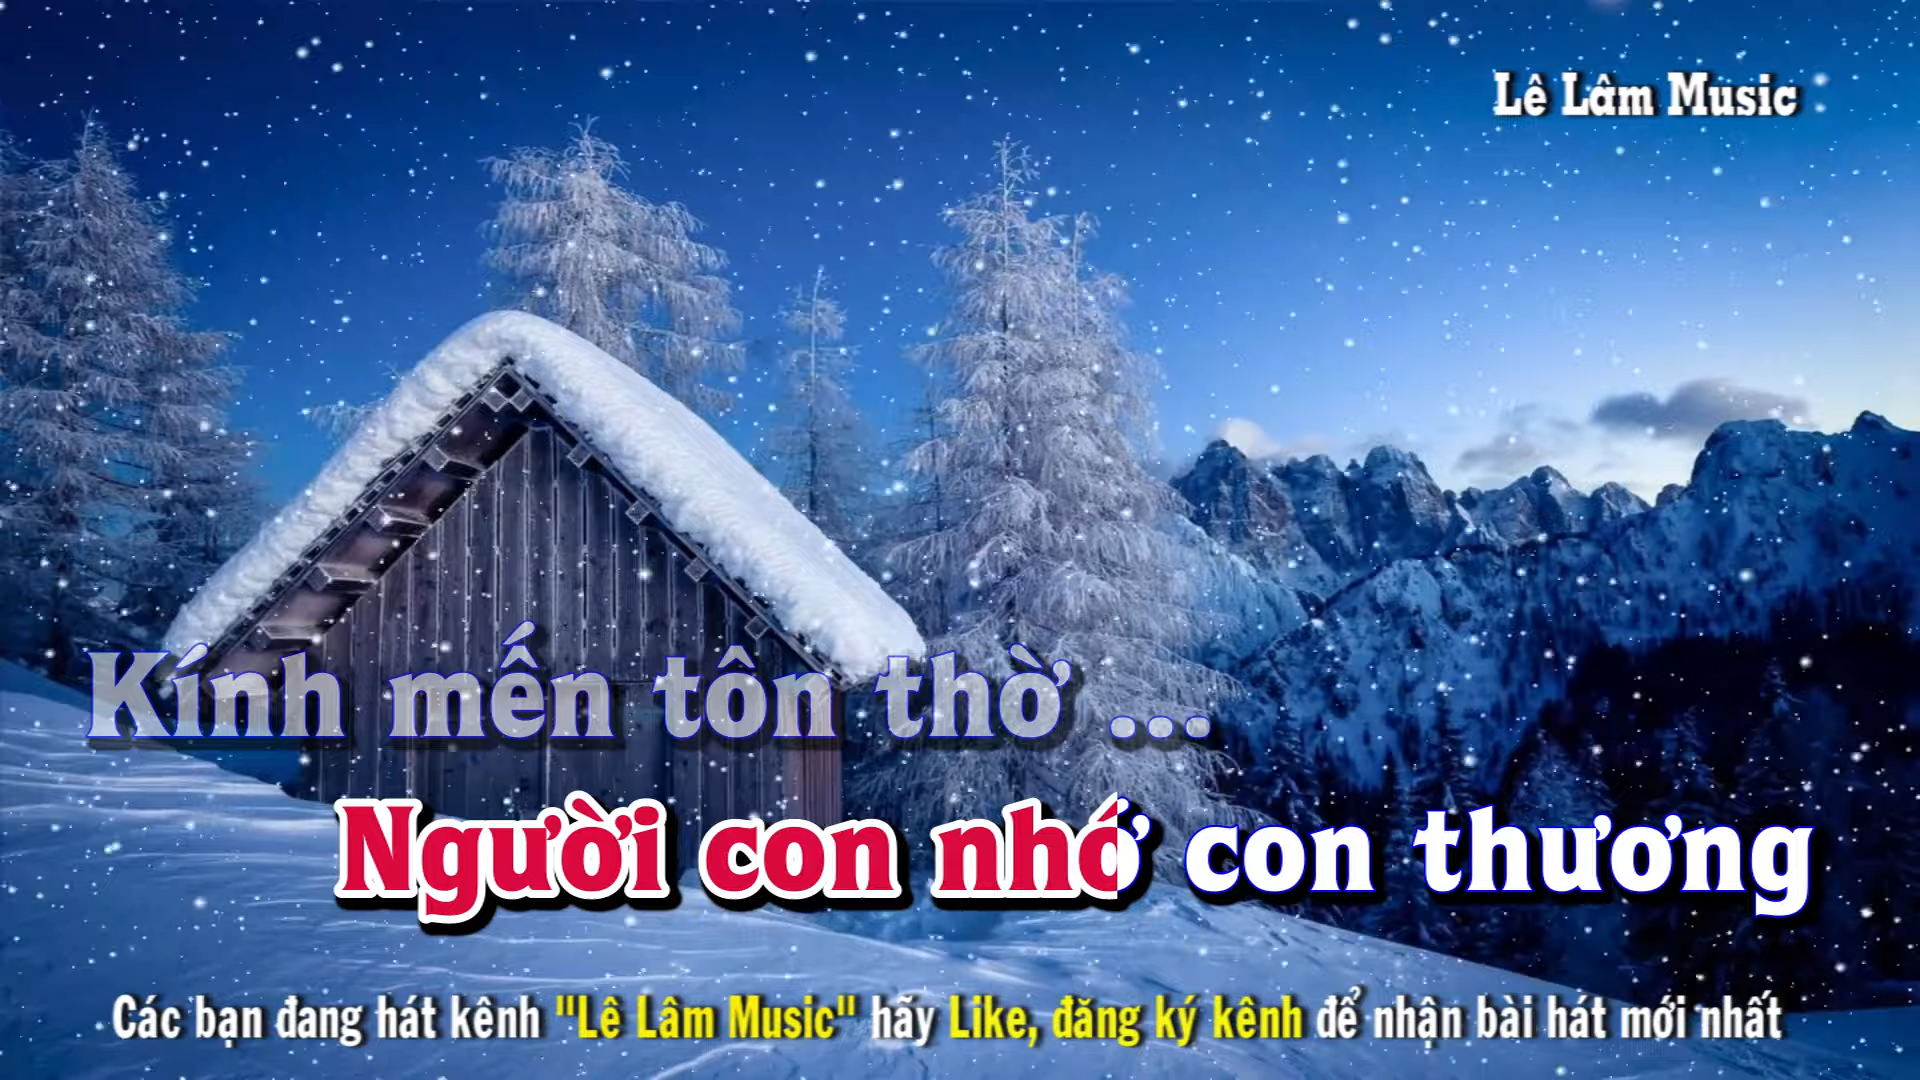 Lê Lâm Music
Kính mến tôn thờ ...
Người con nhớ con thương
Các bạn đang hát kênh "Lê Lâm Music" hãy Like, đăng ký kênh để nhận bài hát mới nhất